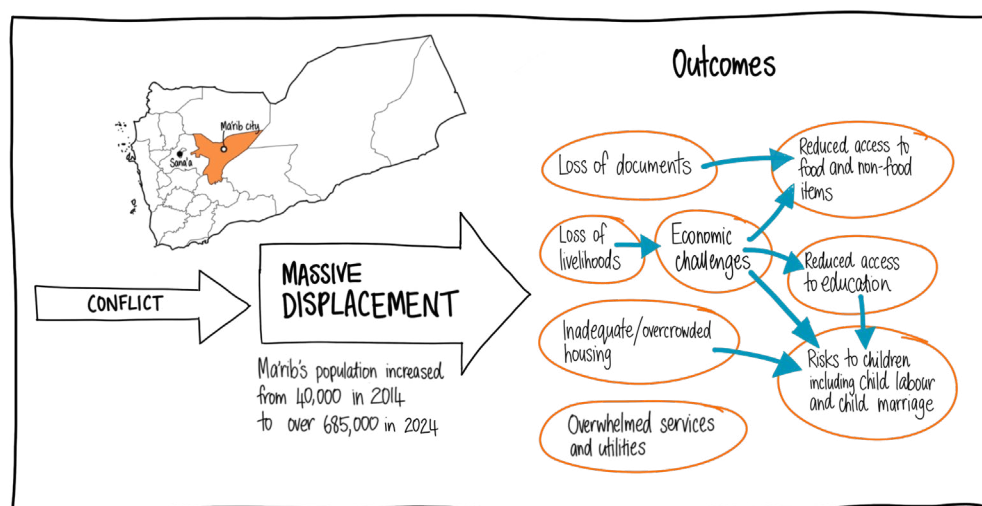 Outcomes
Ma'rib city
Sana'a
CONFLICT
MASSIVE
DISPLACEMENT
Ma'rib's population increased
from 40,000 in 2014
to over 685,000 in 2024
Loss of documents
Reduced access to
food and non-food
items
Loss of
livelihoods
Economic
challenges
Reduced access
to education
Inadequate/overcrowded
housing
Risks to children
including child labour
and child marriage
Overwhelmed services
and utilities